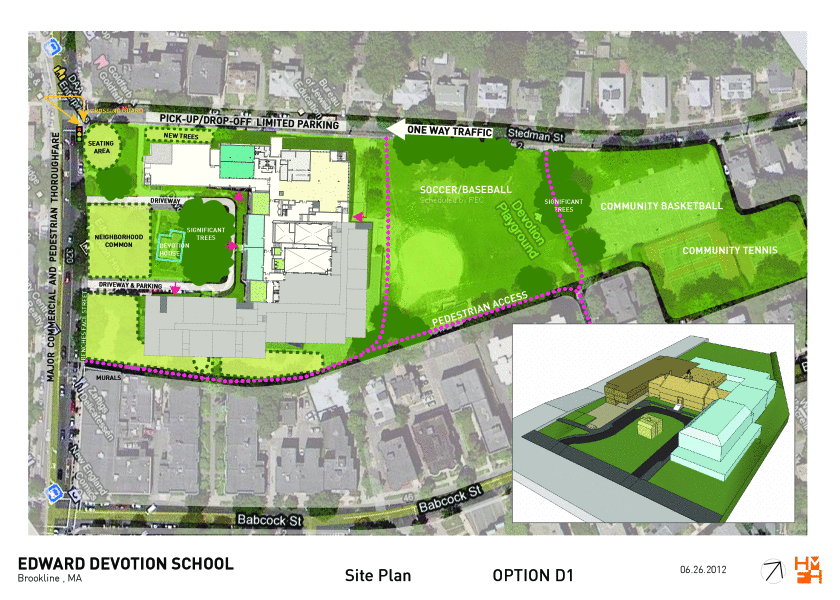 PICK-UP/DROP-OFF LIMITED PARKING
ONE WAY TRAFFIC
Stedman St
NEW TREES
SEATING
AREA
MAJOR COMMERCIAL AND PEDESTRIAN THOROUGHFARE
DRIVEWAY
SIGNIFICANT
TREES
NEIGHBORHOOD
COMMON
DEVOTION
HOUSE
DRIVEWAY & PARKING
SOCCER/BASEBALL
Scheduled by REC
Devotion
Playground
SIGNIFICANT
TREES
COMMUNITY BASKETBALL
COMMUNITY TENNIS
PEDESTRIAN ACCESS
MURALS
46
Babcock St
Babcock St
EDWARD DEVOTION SCHOOL
Brookline , MA
Site Plan
OPTION D1
06.26.2012